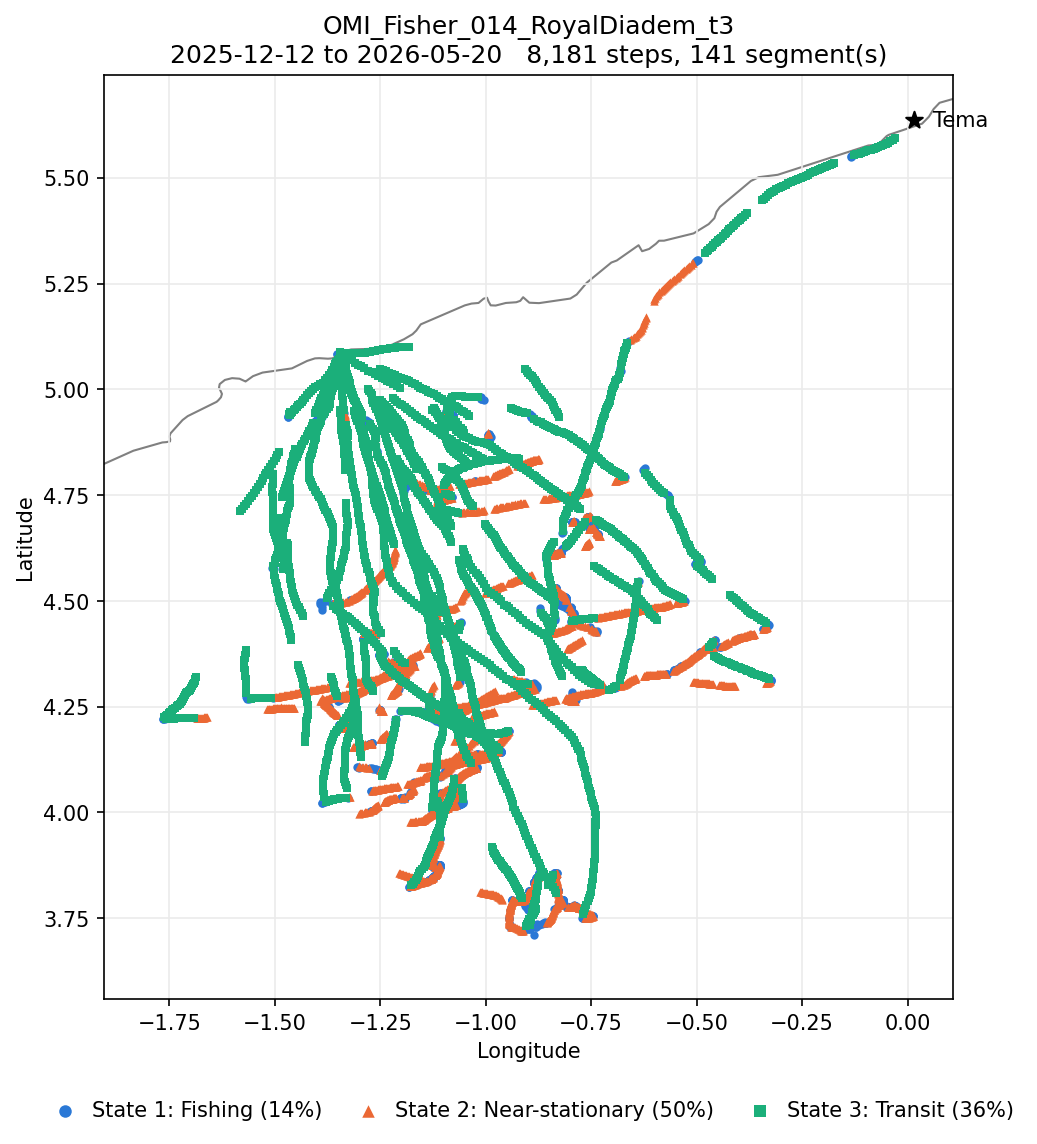 OMI_Fisher_014_RoyalDiadem_t3
2025-12-12 to 2026-05-20   8,181 steps, 141 segment(s)
Tema
5.50
5.25
5.00
4.75
4.50
4.25
4.00
3.75
Latitude
−1.75
−1.50
−1.25
−1.00
−0.75
−0.50
−0.25
0.00
Longitude
State 1: Fishing (14%)
State 2: Near-stationary (50%)
State 3: Transit (36%)